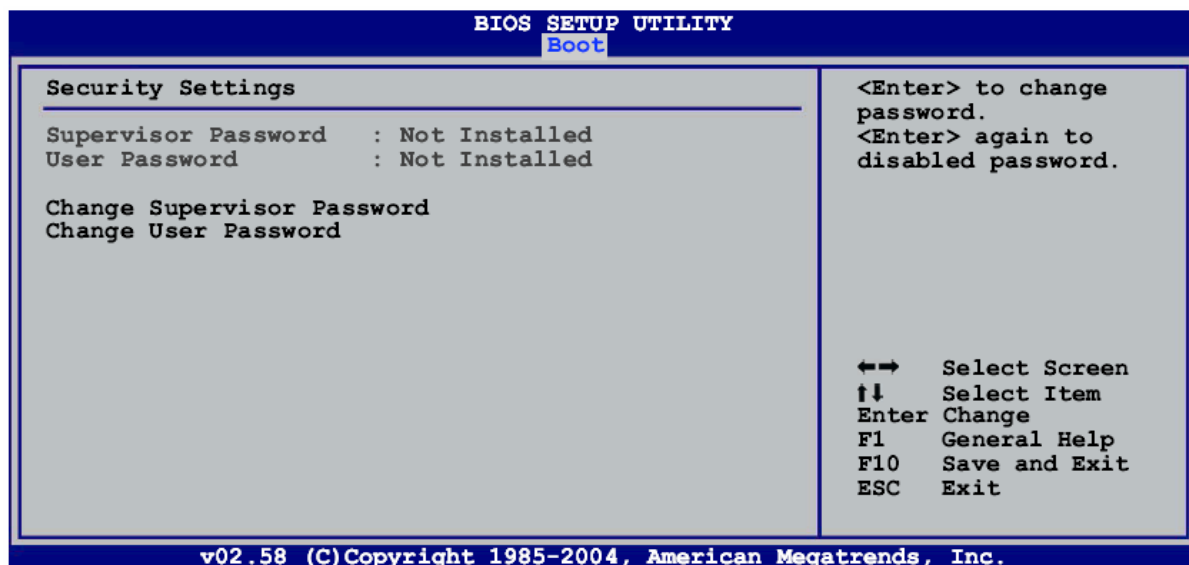 BIOS SETUP UTILITY
Boot
Security Settings
Supervisor Password : Not Installed
User Password : Not Installed
Change Supervisor Password
Change User Password
<Enter> to change
password.
<Enter> again to
disabled password.
←→ Select Screen
↑↓ Select Item
Enter Change
F1 General Help
F10 Save and Exit
ESC Exit
v02.58 (C)Copyright 1985-2004, American Megatrends, Inc.